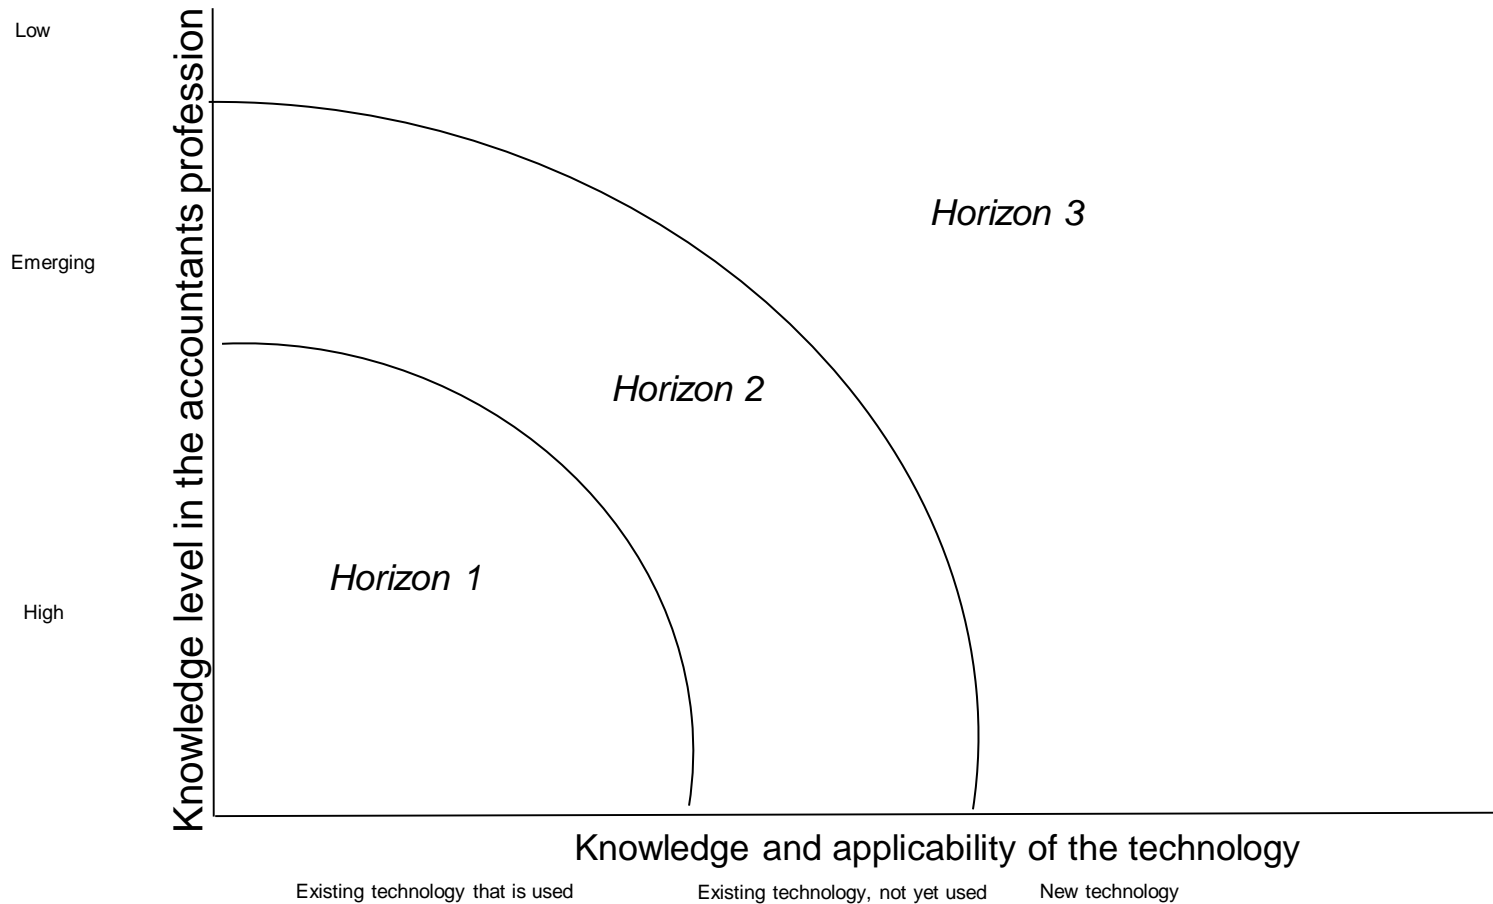 Low
Knowledge level in the accountants profession
Horizon 3
Emerging
Horizon 2
Horizon 1
High
Knowledge and applicability of the technology
Existing technology that is used
Existing technology, not yet used
New technology